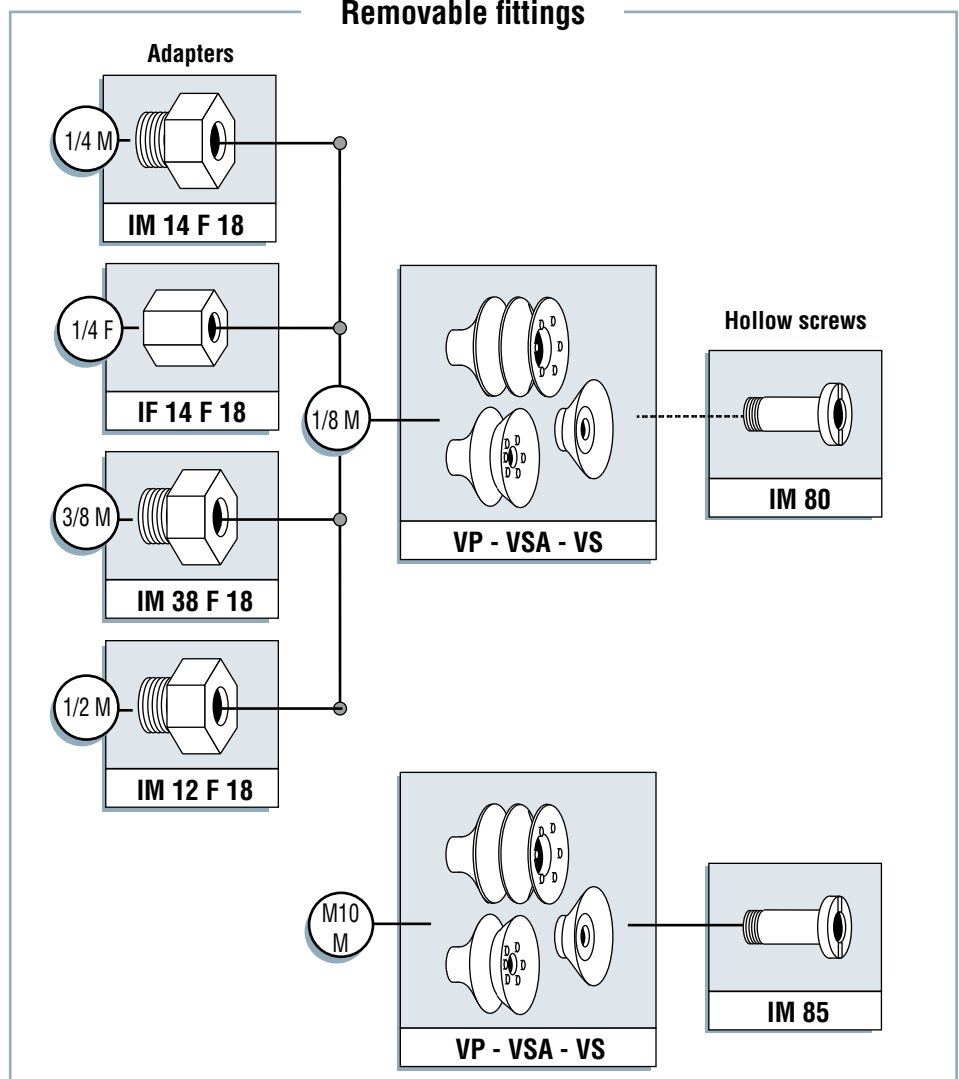 Removable fittings
Adapters
1/4 M
IM 14 F 18
1/4 F
IF 14 F 18
3/8 M
IM 38 F 18
1/2 M
IM 12 F 18
1/8 M
VP - VSA - VS
Hollow screws
IM 80
M10
M
VP - VSA - VS
IM 85